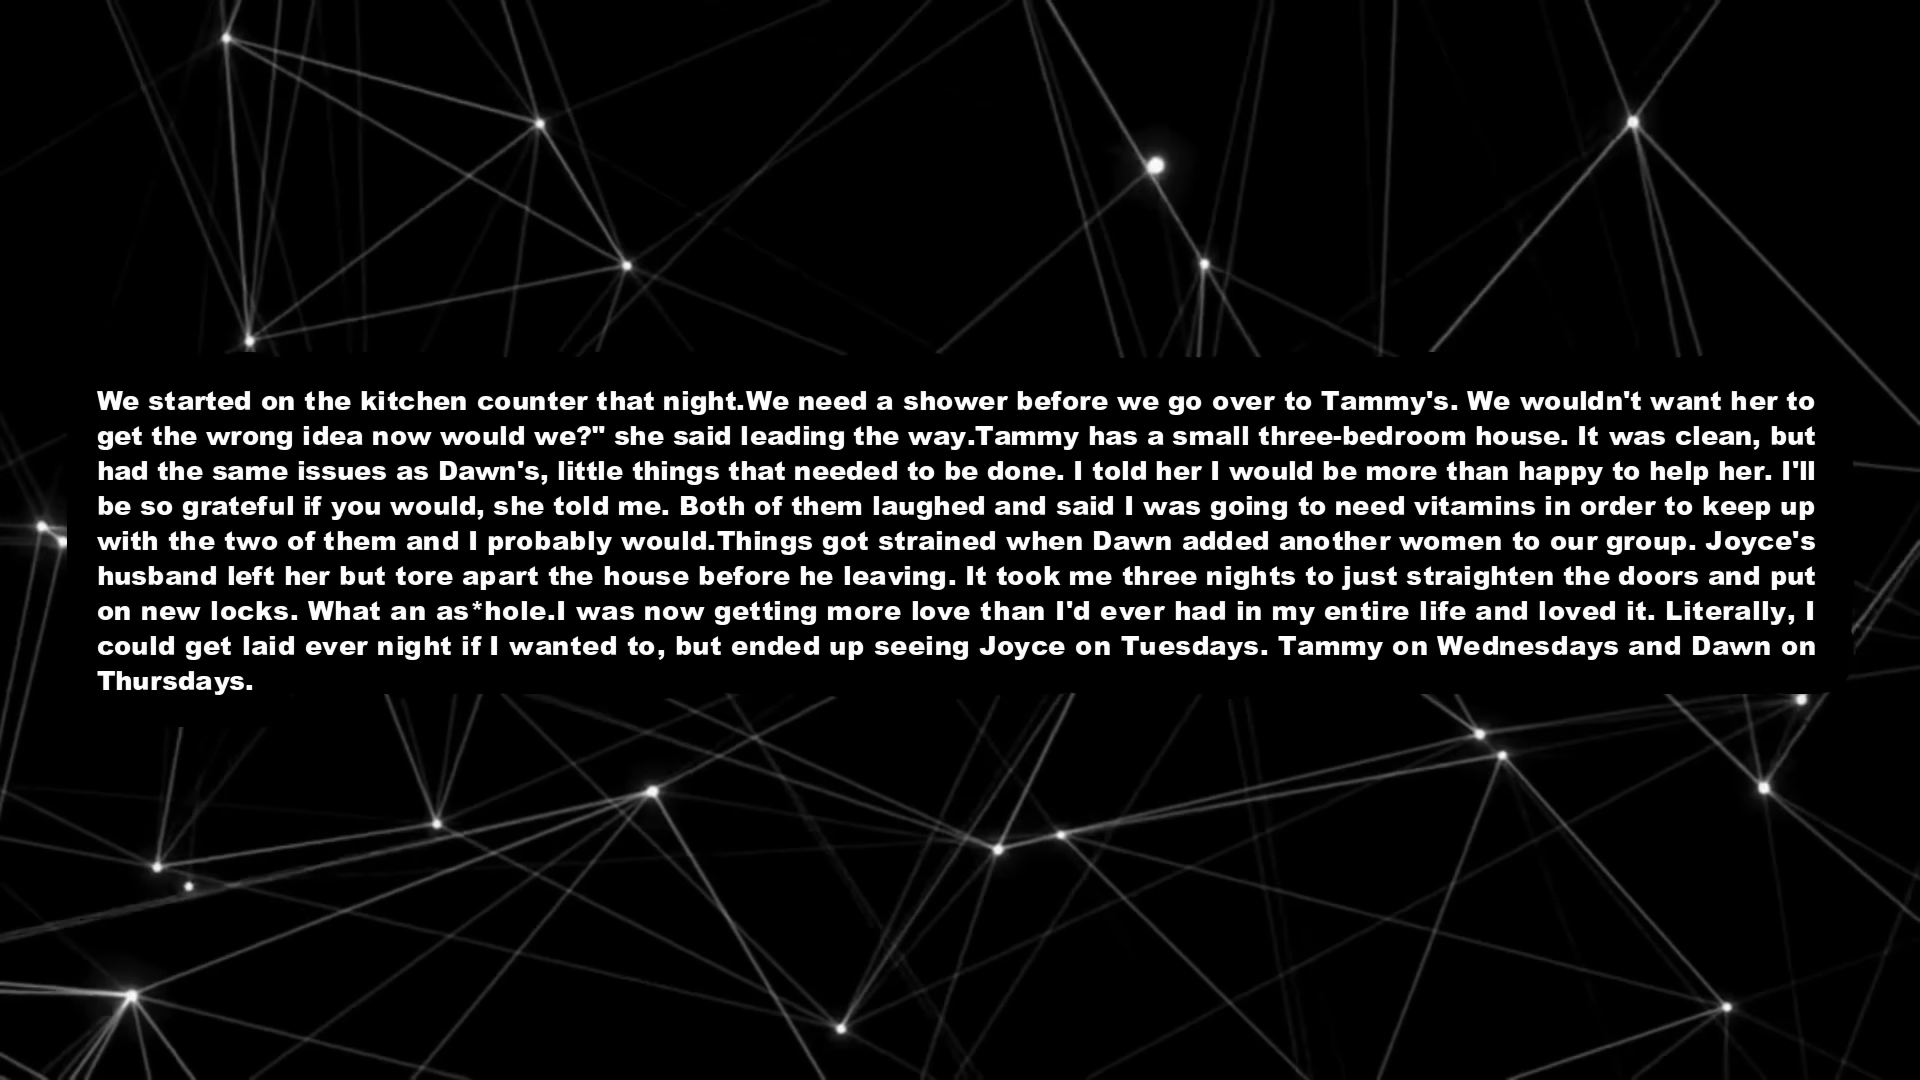 We started on the kitchen counter that night.We need a shower before we go over to Tammy's. We wouldn't want her to
get the wrong idea now would we?" she said leading the way.Tammy has a small three-bedroom house. It was clean, but
had the same issues as Dawn's, little things that needed to be done. I told her I would be more than happy to help her. I'll
be so grateful if you would, she told me. Both of them laughed and said I was going to need vitamins in order to keep up
with the two of them and I probably would.Things got strained when Dawn added another women to our group. Joyce's
husband left her but tore apart the house before he leaving. It took me three nights to just straighten the doors and put
on new locks. What an as*hole.I was now getting more love than I'd ever had in my entire life and loved it. Literally, I
could get laid ever night if I wanted to, but ended up seeing Joyce on Tuesdays. Tammy on Wednesdays and Dawn on
Thursdays.